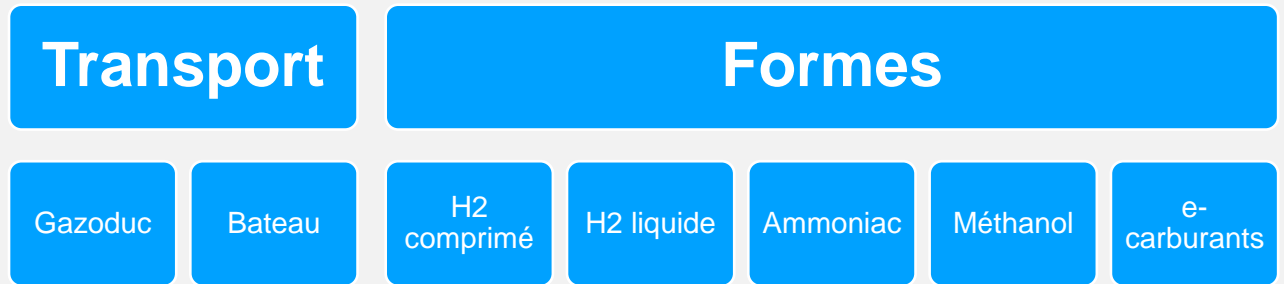 Transport
Formes
Gazoduc
Bateau
H2
comprimé
H2 liquide
Ammoniac
Méthanol
e-
carburants